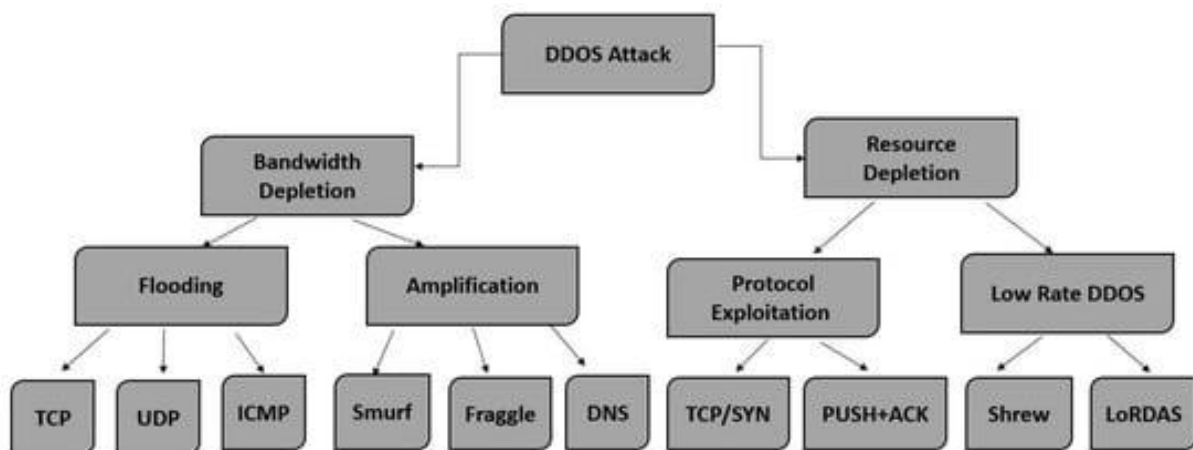 DDOS Attack
Bandwidth
Depletion
Resource
Depletion
Flooding
Amplification
Protocol
Exploitation
Low Rate DDOS
TCP
UDP
ICMP
Smurf
Fraggle
DNS
TCP/SYN
PUSH+ACK
Shrew
LoRDAS